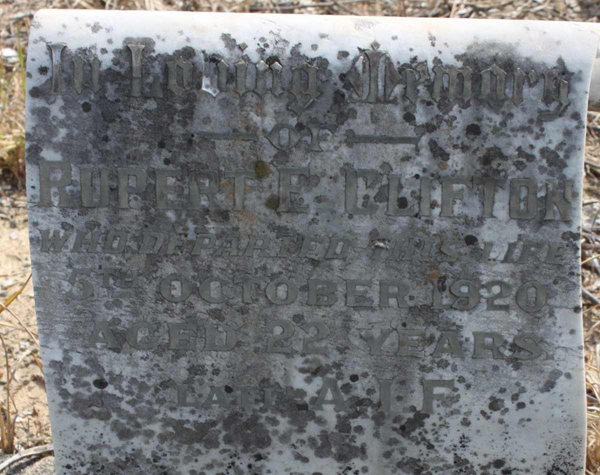 In Loving Memory
OF
RUPERT F. CLIFTON
WHO DEPARTED THIS LIFE
5TH OCTOBER 1920
AGED 22 YEARS.
LATE A.I.F.